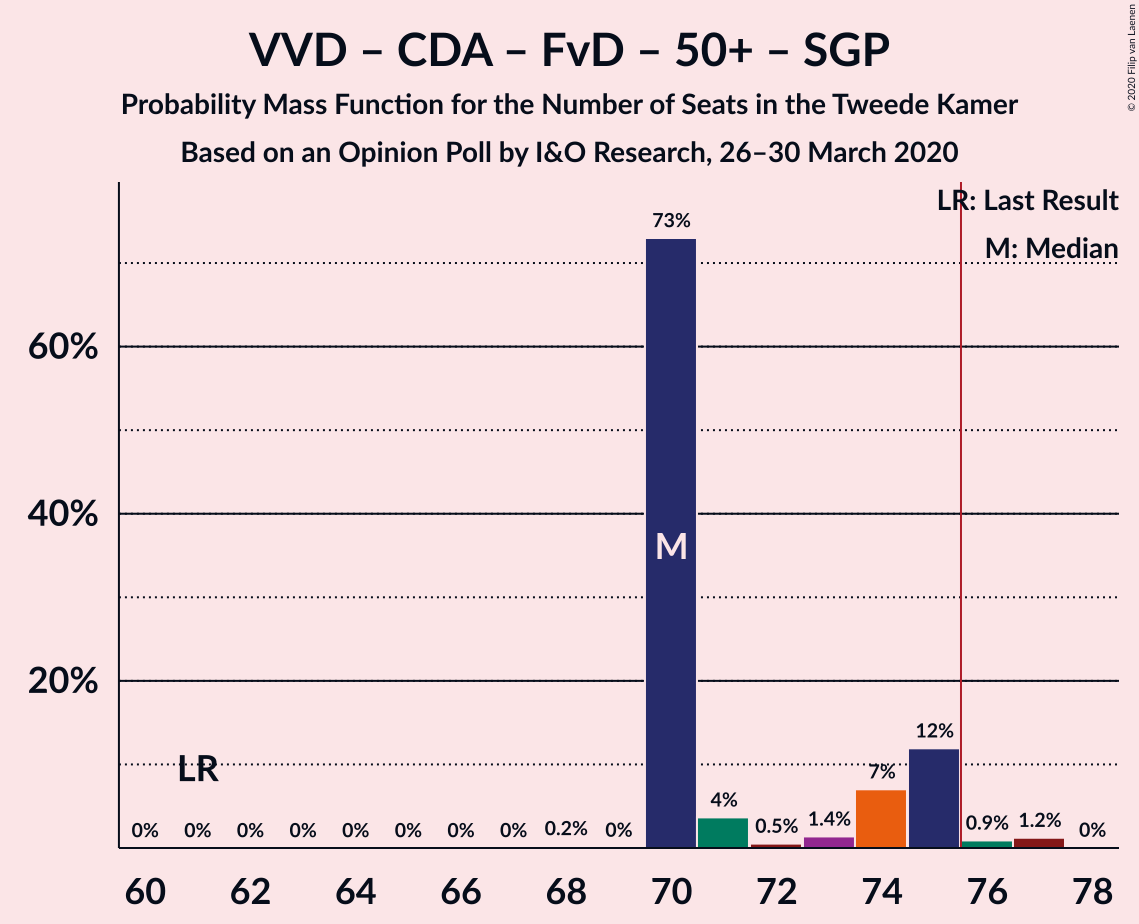 VVD – CDA – FvD – 50+ – SGP
Probability Mass Function for the Number of Seats in the Tweede Kamer
Based on an Opinion Poll by I&O Research, 26–30 March 2020
© 2020 Filip van Laenen
LR: Last Result
M: Median
73%
60%
M
40%
20%
12%
LR
7%
4%
0% 0% 0% 0% 0% 0% 0% 0% 0.2% 0% 0.5% 1.4% 0.9% 1.2% 0%
60 62 64 66 68 70 72 74 76 78